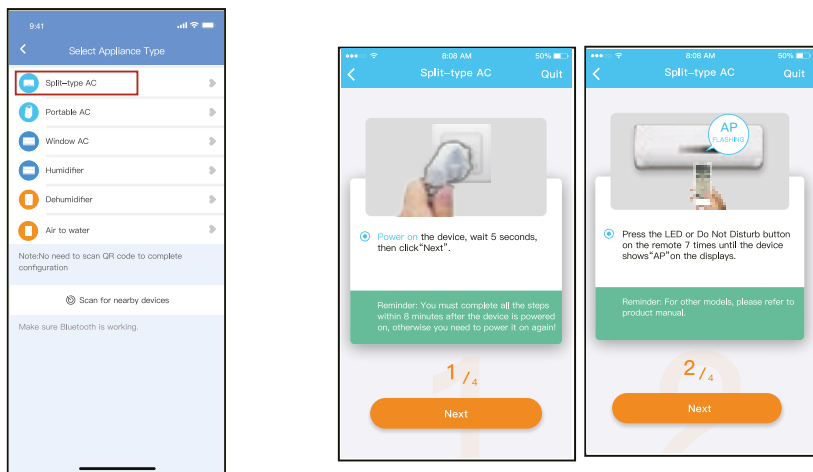 9:41
Select Appliance Type
Split-type AC
Portable AC
Window AC
Humidifier
Dehumidifier
Air to water
Note:No need to scan QR code to complete
configuration
Scan for nearby devices
Make sure Bluetooth is working.
8:08 AM 50%
Split-type AC Quit
Power on the device, wait 5 seconds,
then click“Next”.
Reminder: You must complete all the steps
within 8 minutes after the device is powered
on, otherwise you need to power it on again!
1
1/4
Next
8:08 AM 50%
Split-type AC Quit
AP
FLASHING
Press the LED or Do Not Disturb button
on the remote 7 times until the device
shows“AP”on the displays.
Reminder: For other models, please refer to
product manual.
2
2/4
Next